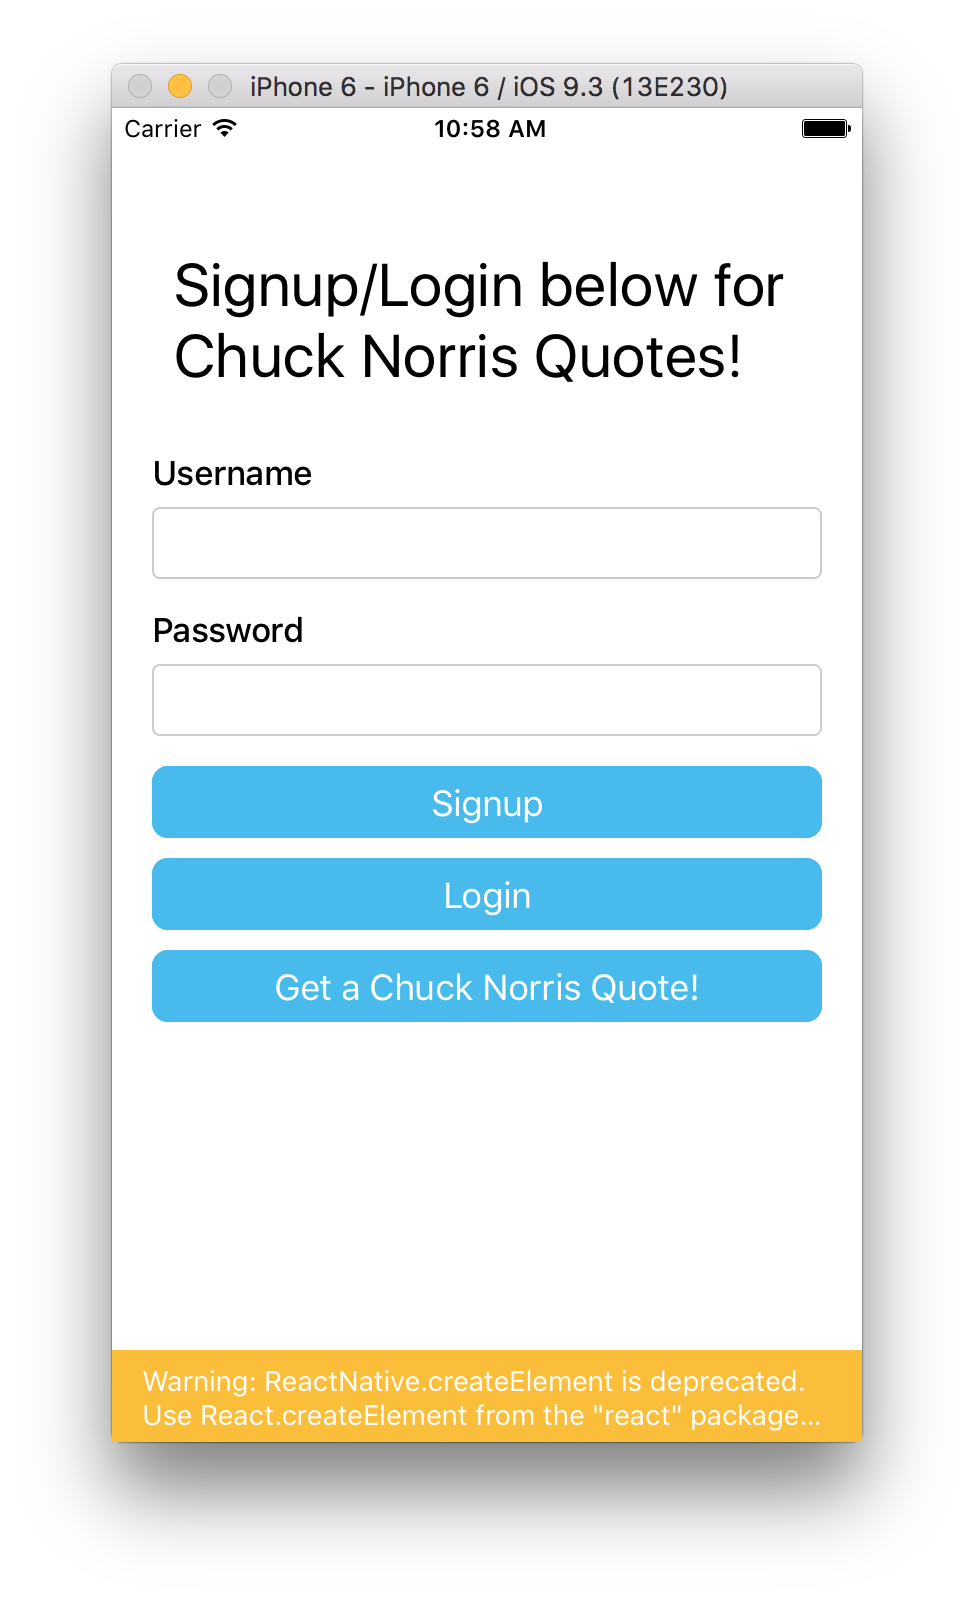 iPhone 6 - iPhone 6 / iOS 9.3 (13E230)
Carrier 10:58 AM
Signup/Login below for
Chuck Norris Quotes!
Username
Password
Signup
Login
Get a Chuck Norris Quote!
Warning: ReactNative.createElement is deprecated.
Use React.createElement from the "react" package...